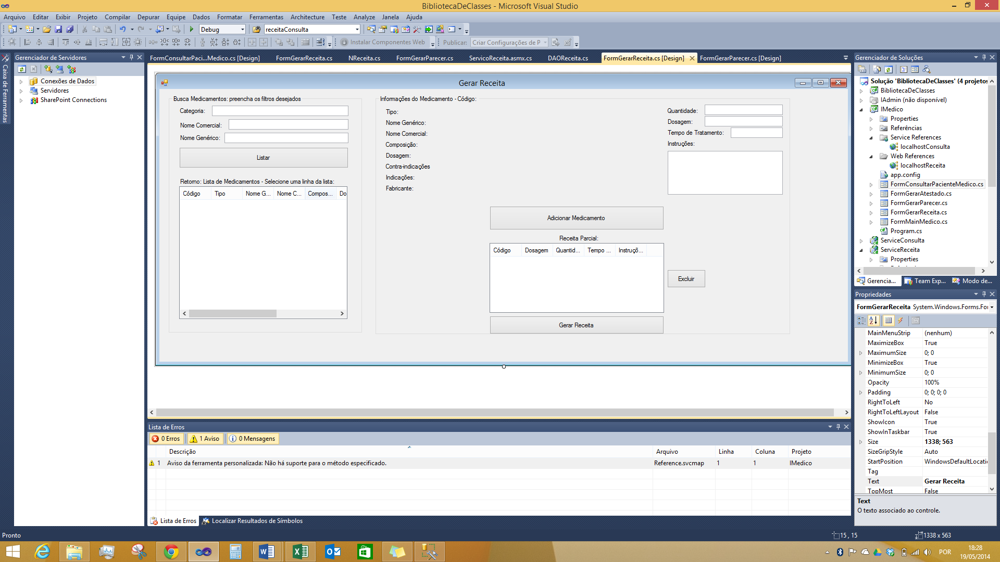 BibliotecaDeClasses - Microsoft Visual Studio
Arquivo Editar Exibir Projeto Compilar Depurar Equipe Dados Formatar Ferramentas Architecture Teste Analyze Janela Ajuda
Debug receitaConsulta
Instalar Componentes Web Publicar: Criar Configurações de P
Caixa de Ferramentas
Gerenciador de Servidores
Conexões de Dados
Servidores
SharePoint Connections
FormConsultarPaci...Medico.cs [Design] FormGerarReceita.cs NReceita.cs FormGerarParecer.cs ServicoReceita.asmx.cs DAOReceita.cs FormGerarReceita.cs [Design] FormGerarParecer.cs [Design]
Gerar Receita
Busca Medicamentos: preencha os filtros desejados
Categoria:
Nome Comercial:
Nome Genérico:
Listar
Retorno: Lista de Medicamentos - Selecione uma linha da lista:
Código Tipo Nome G... Nome C... Compos... Do
Informações do Medicamento - Código:
Tipo:
Nome Genérico:
Nome Comercial:
Composição:
Dosagem:
Contra-indicações
Indicações:
Fabricante:
Quantidade:
Dosagem:
Tempo de Tratamento:
Instruções:
Adicionar Medicamento
Receita Parcial:
Código Dosagem Quantid... Tempo ... Instruçõ...
Excluir
Gerar Receita
Gerenciador de Soluções
Solução 'BibliotecaDeClasses' (4 projetos
BibliotecaDeClasses
IAdmin (não disponível)
IMedico
Properties
Referências
Service References
localhostConsulta
Web References
localhostReceita
app.config
FormConsultarPacienteMedico.cs
FormGerarAtestado.cs
FormGerarParecer.cs
FormGerarReceita.cs
FormMainMedico.cs
Program.cs
ServiceConsulta
ServiceReceita
Properties
Gerencia... Team Exp... Modo de...
Propriedades
FormGerarReceita System.Windows.Forms.For
MainMenuStrip (nenhum)
MaximizeBox True
MaximumSize 0; 0
MinimizeBox True
MinimumSize 0; 0
Opacity 100%
Padding 0; 0; 0; 0
RightToLeft No
RightToLeftLayout False
ShowIcon True
ShowInTaskbar True
Size 1338; 563
SizeGripStyle Auto
StartPosition WindowsDefaultLocati
Tag
Text Gerar Receita
TopMost False
Text
O texto associado ao controle.
Lista de Erros
0 Erros 1 Aviso 0 Mensagens
Descrição Arquivo Linha Coluna Projeto
1 Aviso da ferramenta personalizada: Não há suporte para o método especificado. Reference.svcmap 1 1 IMedico
Lista de Erros Localizar Resultados de Símbolos
Pronto 15 , 15 1338 x 563
POR 18:28
19/05/2014